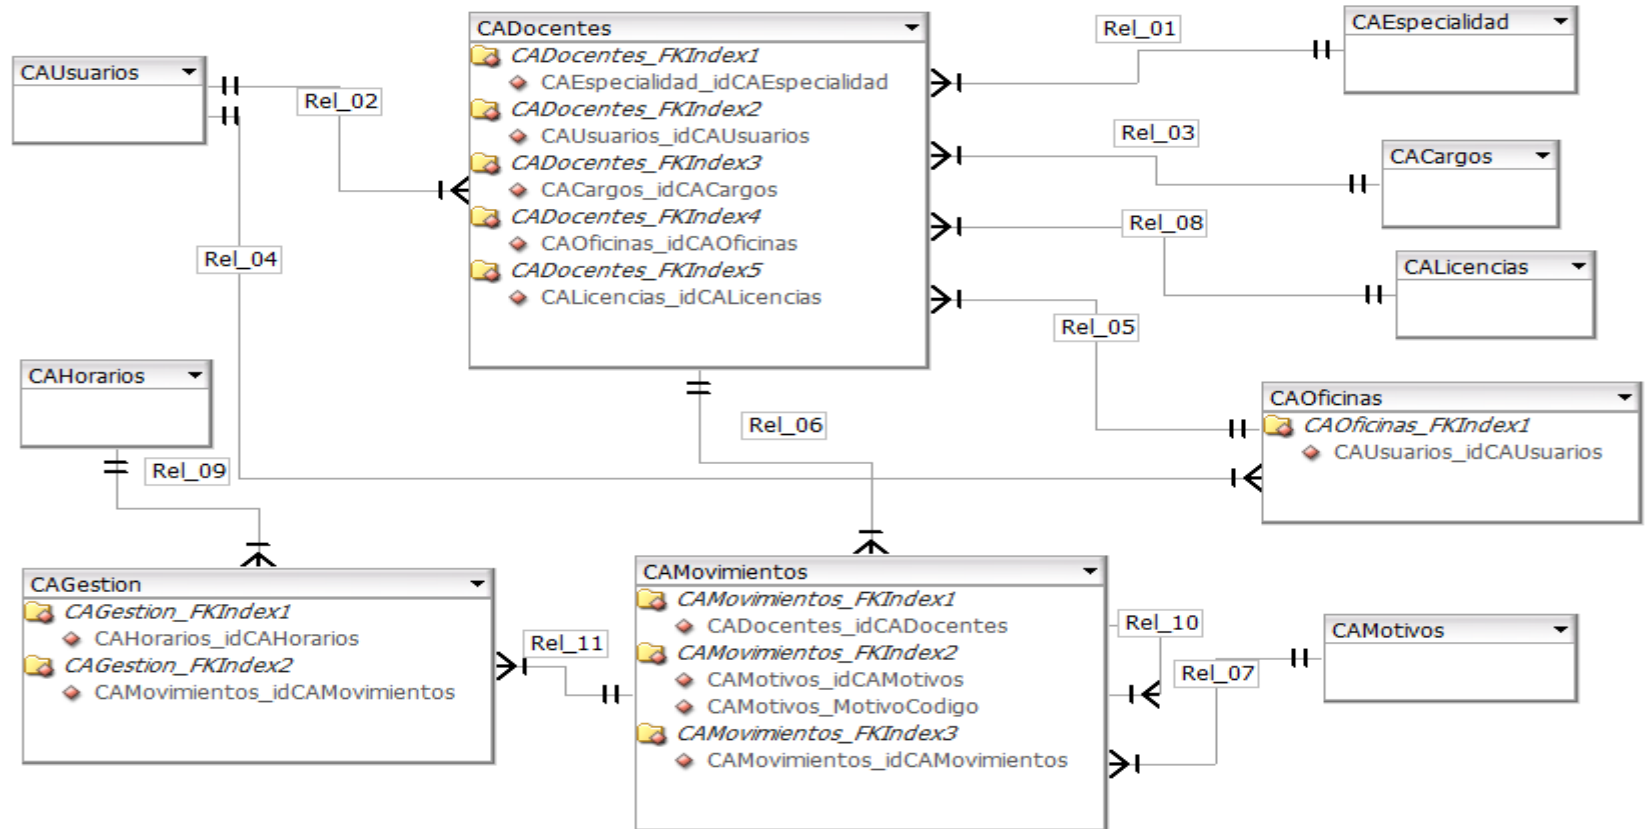 CAUsuarios
Rel_02
Rel_04
CADocentes
CADocentes_FKIndex1
CAEspecialidad_idCAEspecialidad
CADocentes_FKIndex2
CAUsuarios_idCAUsuarios
CADocentes_FKIndex3
CACargos_idCACargos
CADocentes_FKIndex4
CAOficinas_idCAOficinas
CADocentes_FKIndex5
CALicencias_idCALicencias
Rel_01
CAEspecialidad
Rel_03
CACargos
Rel_08
CALicencias
Rel_05
CAOficinas
CAOficinas_FKIndex1
CAUsuarios_idCAUsuarios
CAHorarios
Rel_09
Rel_06
CAGestion
CAGestion_FKIndex1
CAHorarios_idCAHorarios
CAGestion_FKIndex2
CAMovimientos_idCAMovimientos
Rel_11
CAMovimientos
CAMovimientos_FKIndex1
CADocentes_idCADocentes
CAMovimientos_FKIndex2
CAMotivos_idCAMotivos
CAMotivos_MotivoCodigo
CAMovimientos_FKIndex3
CAMovimientos_idCAMovimientos
Rel_10
Rel_07
CAMotivos